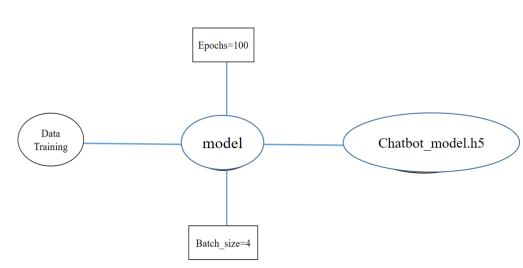 Epochs=100
Data
Training
model
Chatbot_model.h5
Batch_size=4